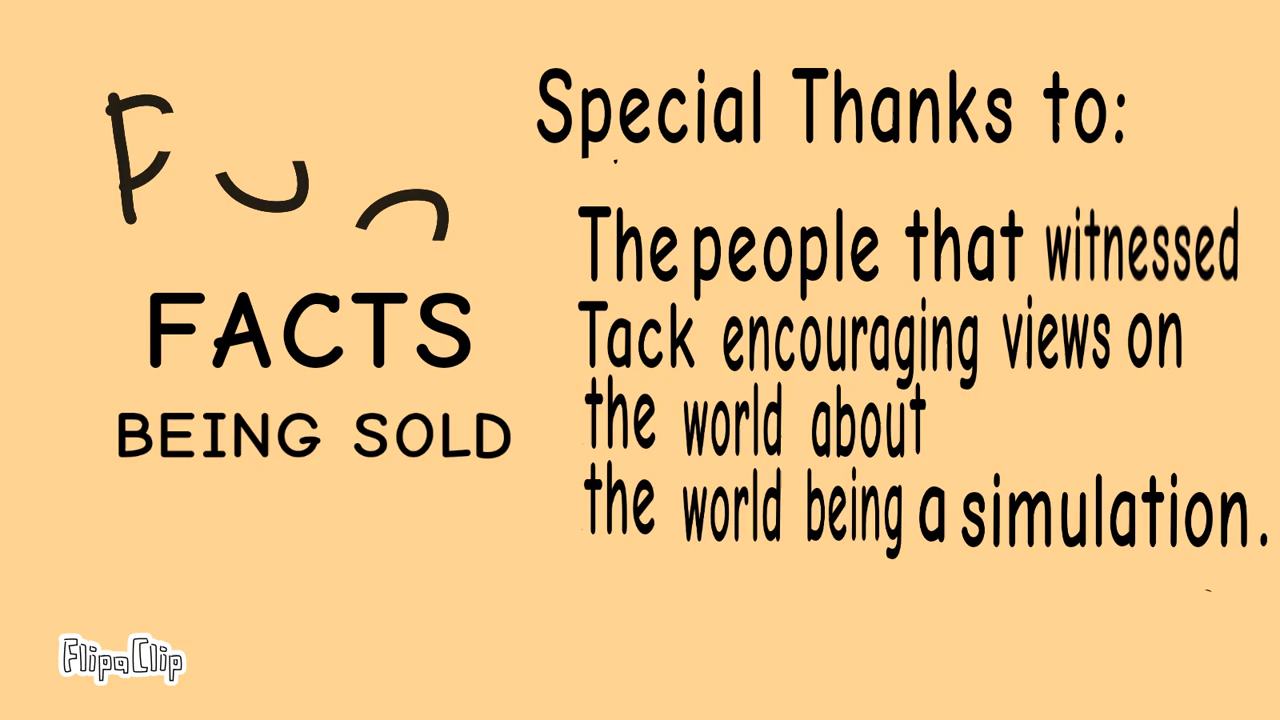 Fun
FACTS
BEING SOLD
Special Thanks to:
The people that witnessed
Tack encouraging views on
the world about
the world being a simulation.
FlipaClip